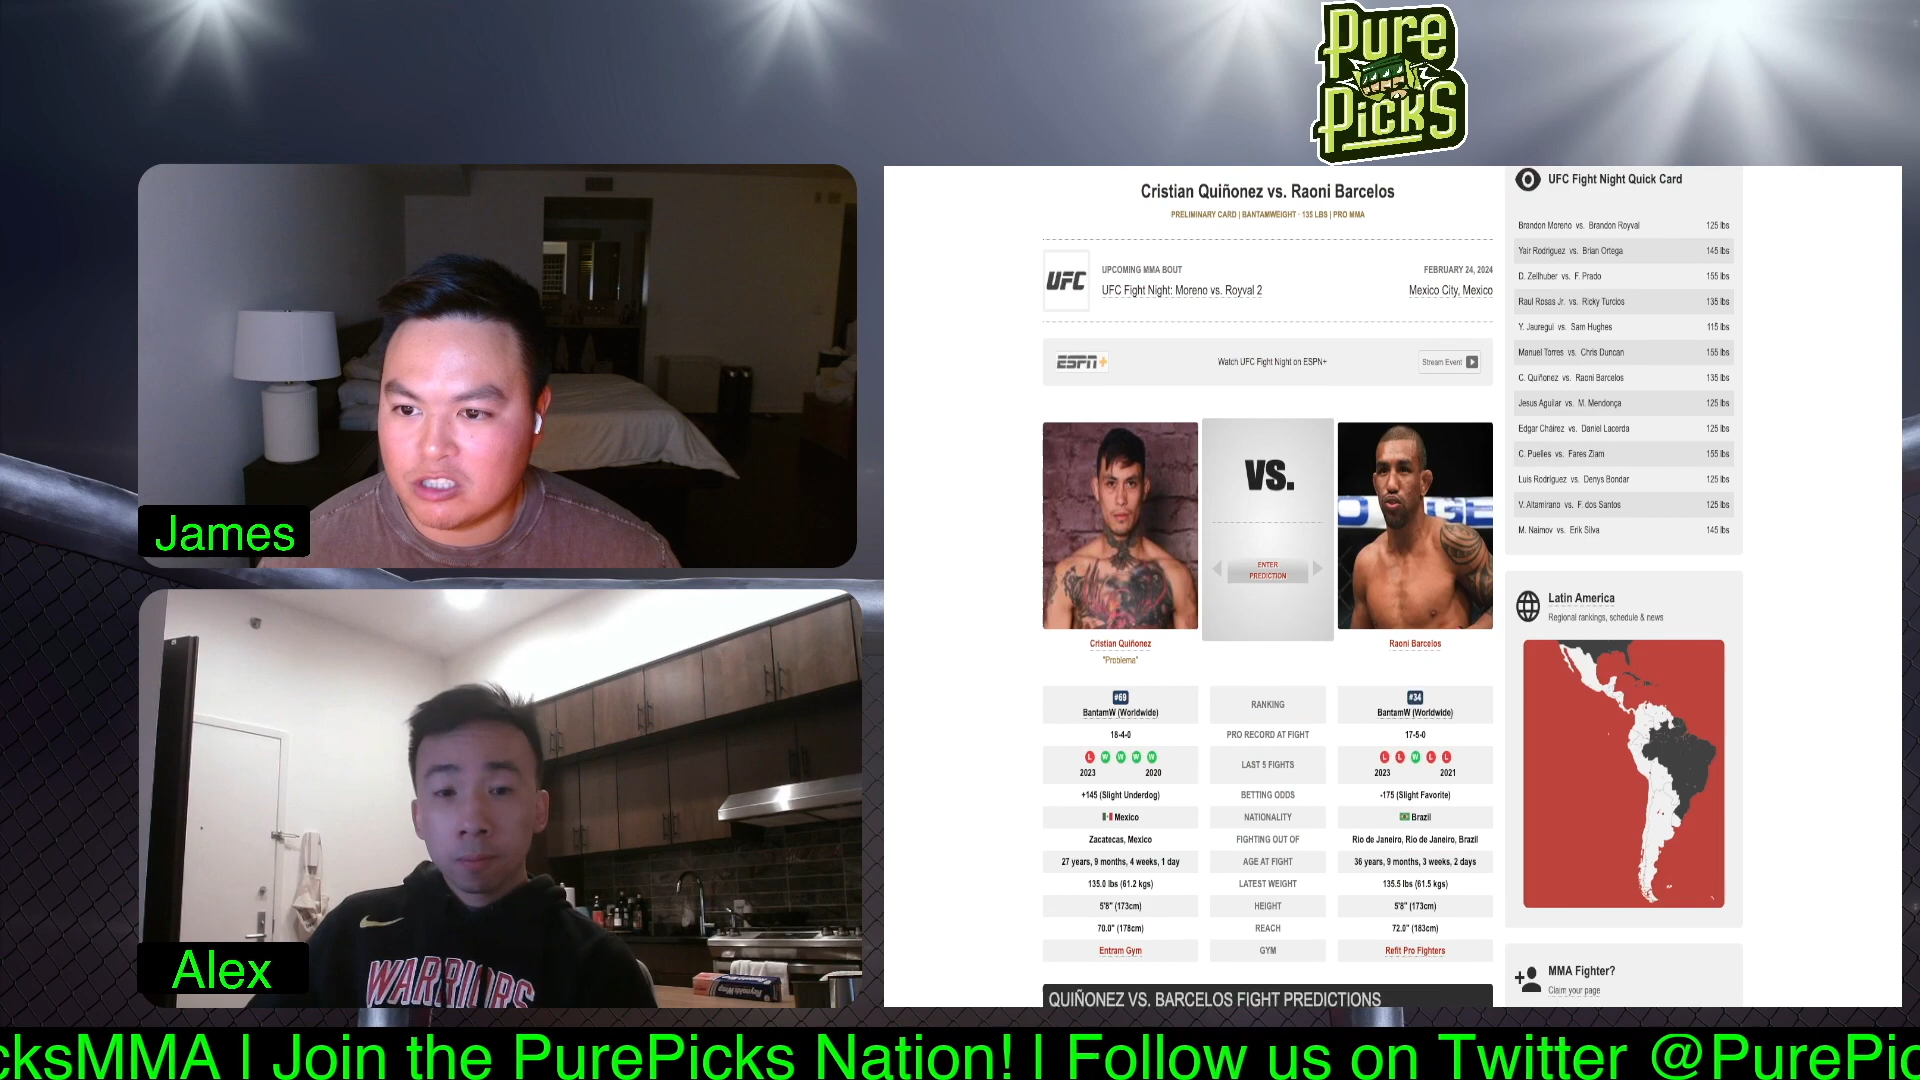 Pure
Picks
James
Alex
WARRIORS
Cristian Quiñonez vs. Raoni Barcelos
PRELIMINARY CARD | BANTAMWEIGHT · 135 LBS | PRO MMA
UFC
UPCOMING MMA BOUT
FEBRUARY 24, 2024
UFC Fight Night: Moreno vs. Royval 2
Mexico City, Mexico
ESPN+
Watch UFC Fight Night on ESPN+
Stream Event
VS.
ENTER
PREDICTION
Cristian Quiñonez
"Problema"
Raoni Barcelos
#69
BantamW (Worldwide)
RANKING
#34
BantamW (Worldwide)
18-4-0 PRO RECORD AT FIGHT 17-5-0
L W W W W
2023 2020
LAST 5 FIGHTS
L L W L L
2023 2021
+145 (Slight Underdog) BETTING ODDS -175 (Slight Favorite)
Mexico NATIONALITY Brazil
Zacatecas, Mexico FIGHTING OUT OF Rio de Janeiro, Rio de Janeiro, Brazil
27 years, 9 months, 4 weeks, 1 day AGE AT FIGHT 36 years, 9 months, 3 weeks, 2 days
135.0 lbs (61.2 kgs) LATEST WEIGHT 135.5 lbs (61.5 kgs)
5'8" (173cm) HEIGHT 5'8" (173cm)
70.0" (178cm) REACH 72.0" (183cm)
Entram Gym GYM Refit Pro Fighters
QUIÑONEZ VS. BARCELOS FIGHT PREDICTIONS
UFC Fight Night Quick Card
Brandon Moreno vs. Brandon Royval 125 lbs
Yair Rodriguez vs. Brian Ortega 145 lbs
D. Zellhuber vs. F. Prado 155 lbs
Raul Rosas Jr. vs. Ricky Turcios 135 lbs
Y. Jauregui vs. Sam Hughes 115 lbs
Manuel Torres vs. Chris Duncan 155 lbs
C. Quiñonez vs. Raoni Barcelos 135 lbs
Jesus Aguilar vs. M. Mendonça 125 lbs
Edgar Cháirez vs. Daniel Lacerda 125 lbs
C. Puelles vs. Fares Ziam 155 lbs
Luis Rodríguez vs. Denys Bondar 125 lbs
V. Altamirano vs. F. dos Santos 125 lbs
M. Naimov vs. Erik Silva 145 lbs
Latin America
Regional rankings, schedule & news
MMA Fighter?
Claim your page
cksMMA | Join the PurePicks Nation! | Follow us on Twitter @PurePic